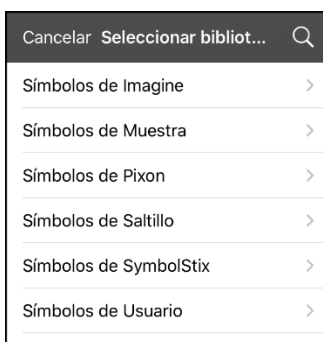 Cancelar Seleccionar bibliot...
Símbolos de Imagine
Símbolos de Muestra
Símbolos de Pixon
Símbolos de Saltillo
Símbolos de SymbolStix
Símbolos de Usuario